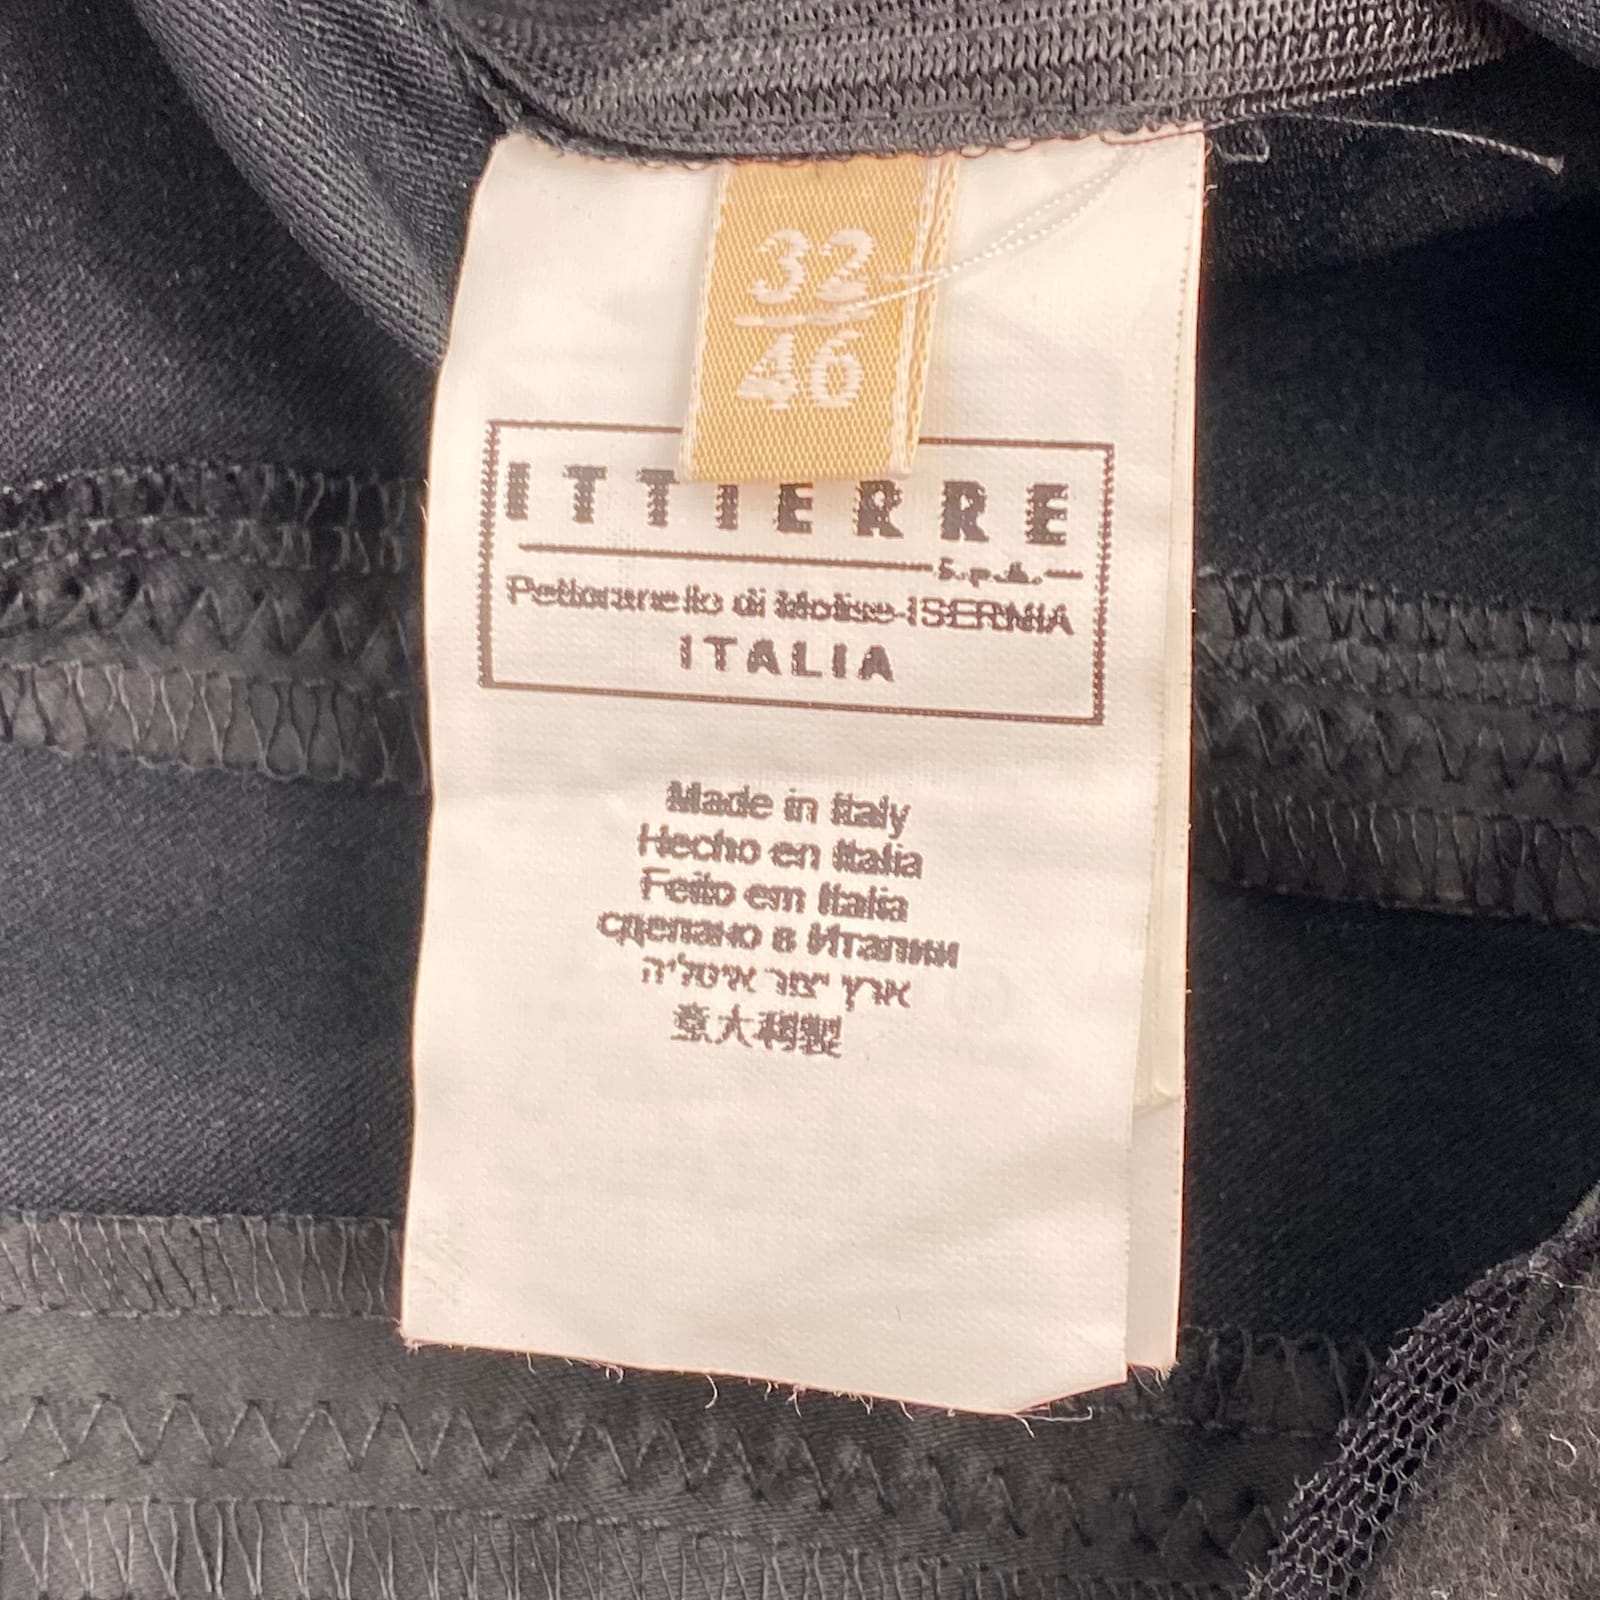 32
46
ITTIERRE
S.p.A.
Pettoranello di Molise-ISERNIA
ITALIA
Made in Italy
Hecho en Italia
Feito em Italia
сделано в Италии
ארץ יצור איטליה
意大利製